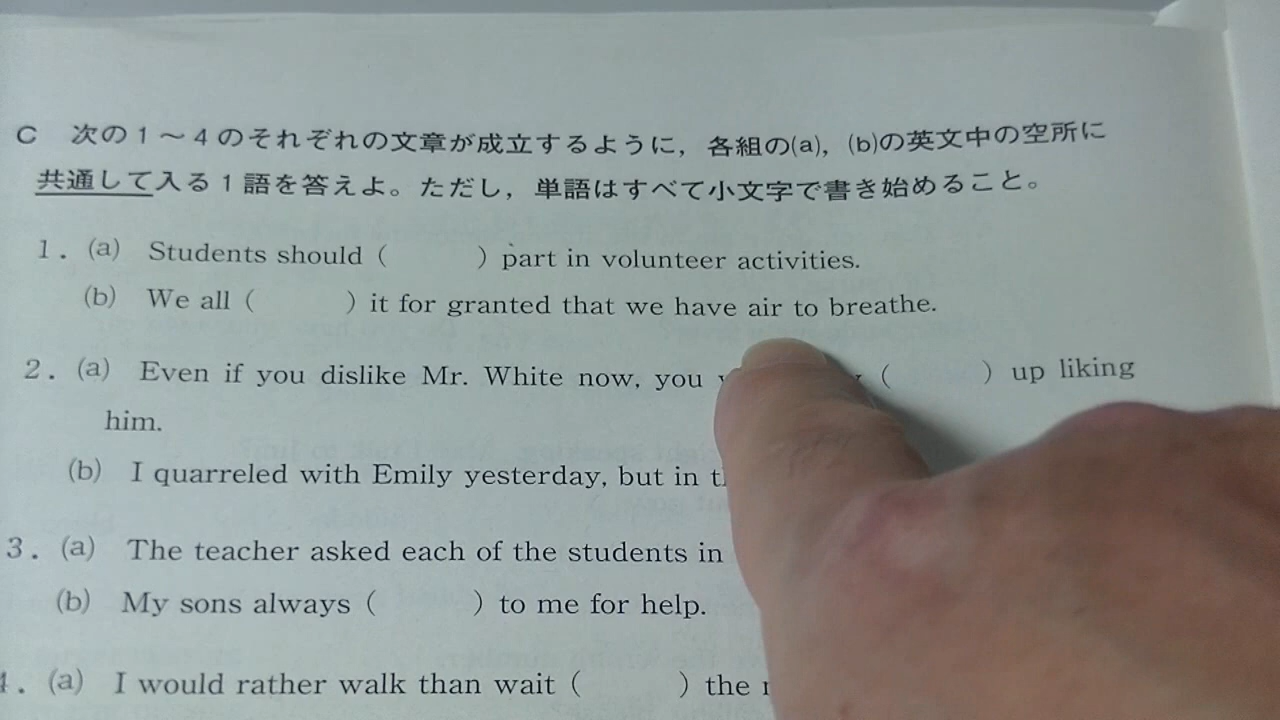 C 次の1～4のそれぞれの文章が成立するように，各組の(a)，(b)の英文中の空所に
共通して入る1語を答えよ。ただし，単語はすべて小文字で書き始めること。
1．(a) Students should (　　) part in volunteer activities.
(b) We all (　　) it for granted that we have air to breathe.
2．(a) Even if you dislike Mr. White now, you (　　) up liking
him.
(b) I quarreled with Emily yesterday, but in
3．(a) The teacher asked each of the students in
(b) My sons always (　　) to me for help.
4．(a) I would rather walk than wait (　　) the